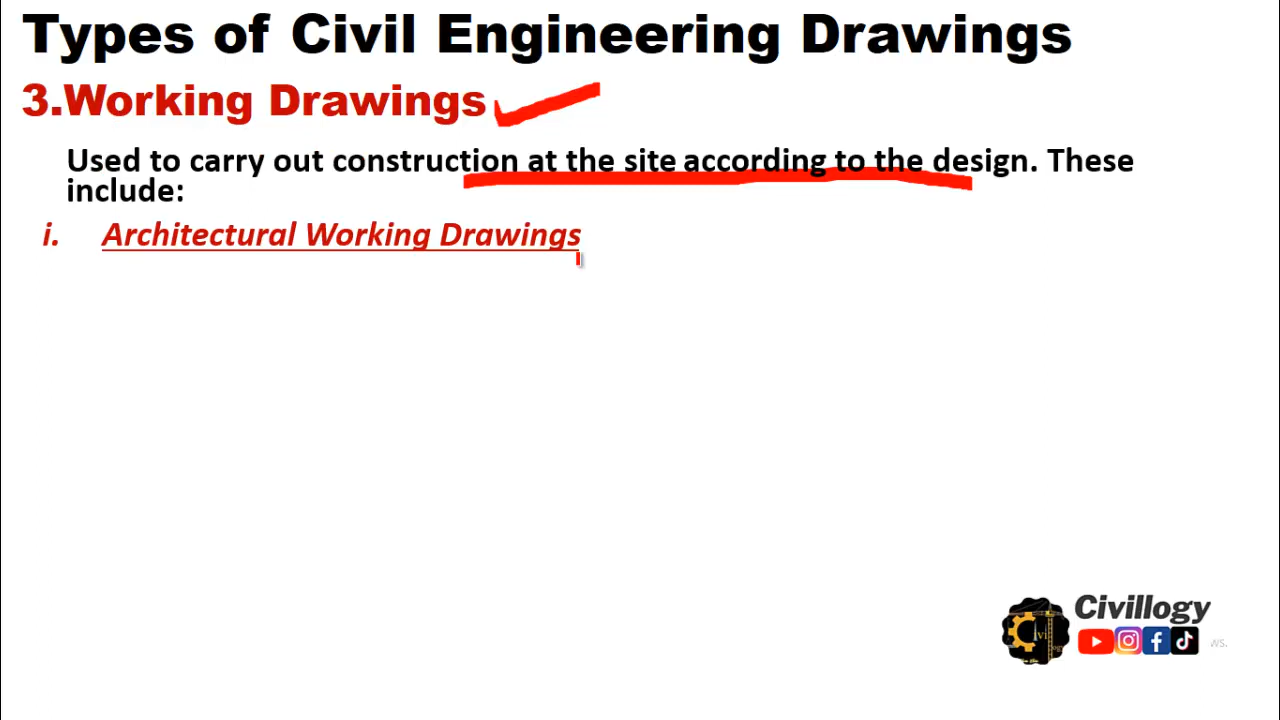 Types of Civil Engineering Drawings
3.Working Drawings
Used to carry out construction at the site according to the design. These
include:
i. Architectural Working Drawings
Civillogy
ws.